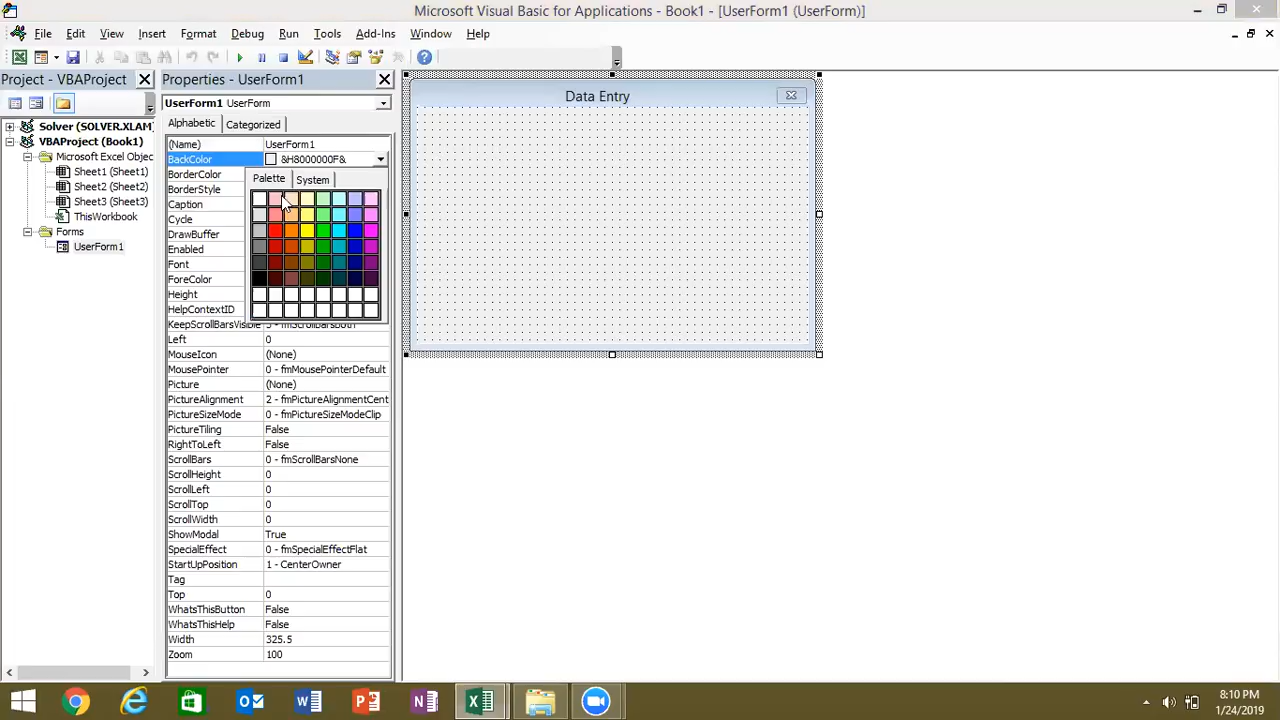 Microsoft Visual Basic for Applications - Book1 - [UserForm1 (UserForm)]
File Edit View Insert Format Debug Run Tools Add-Ins Window Help
Project - VBAProject
Solver (SOLVER.XLAM)
VBAProject (Book1)
Microsoft Excel Objec
Sheet1 (Sheet1)
Sheet2 (Sheet2)
Sheet3 (Sheet3)
ThisWorkbook
Forms
UserForm1
Properties - UserForm1
UserForm1 UserForm
Alphabetic Categorized
(Name) UserForm1
BackColor &H8000000F&
BorderColor
BorderStyle
Caption
Cycle
DrawBuffer
Enabled
Font
ForeColor
Height
HelpContextID
KeepScrollBarsVisible 3 - fmScrollBarsBoth
Left 0
MouseIcon (None)
MousePointer 0 - fmMousePointerDefault
Picture (None)
PictureAlignment 2 - fmPictureAlignmentCent
PictureSizeMode 0 - fmPictureSizeModeClip
PictureTiling False
RightToLeft False
ScrollBars 0 - fmScrollBarsNone
ScrollHeight 0
ScrollLeft 0
ScrollTop 0
ScrollWidth 0
ShowModal True
SpecialEffect 0 - fmSpecialEffectFlat
StartUpPosition 1 - CenterOwner
Tag
Top 0
WhatsThisButton False
WhatsThisHelp False
Width 325.5
Zoom 100
Palette System
Data Entry
8:10 PM
1/24/2019